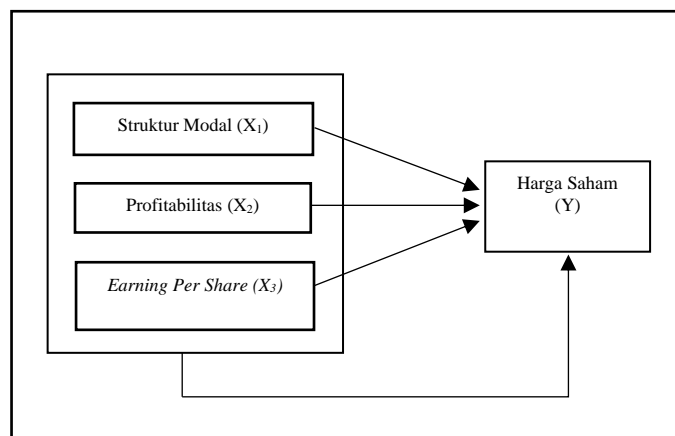 Struktur Modal (X₁)
Profitabilitas (X₂)
Earning Per Share (X₃)
Harga Saham
(Y)